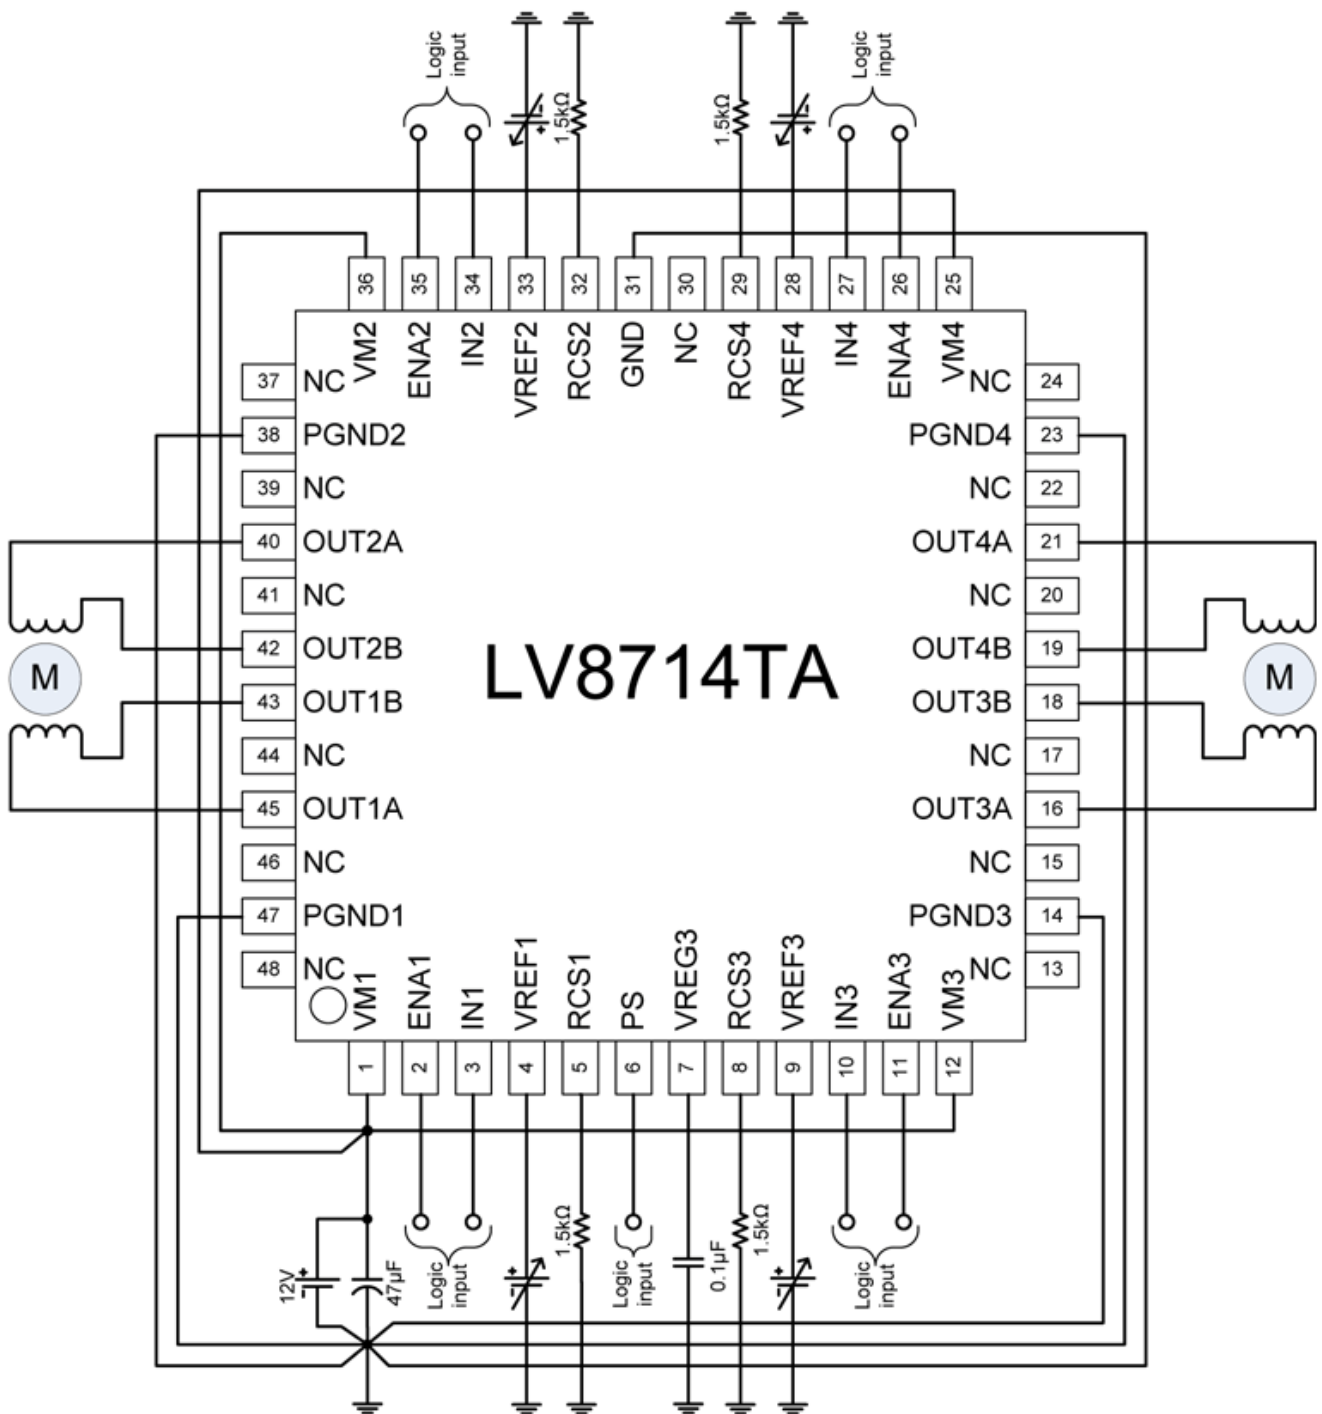 Logic
input
1.5kΩ
1.5kΩ
Logic
input
- +
- +
36 35 34 33 32 31 30 29 28 27 26 25
VM2 ENA2 IN2 VREF2 RCS2 GND NC RCS4 VREF4 IN4 ENA4 VM4
37 NC
NC 24
38 PGND2
PGND4 23
39 NC
NC 22
40 OUT2A
OUT4A 21
41 NC
NC 20
42 OUT2B
OUT4B 19
M
LV8714TA
M
43 OUT1B
OUT3B 18
44 NC
NC 17
45 OUT1A
OUT3A 16
46 NC
NC 15
47 PGND1
PGND3 14
48 NC
NC 13
VM1 ENA1 IN1 VREF1 RCS1 PS VREG3 RCS3 VREF3 IN3 ENA3 VM3
1 2 3 4 5 6 7 8 9 10 11 12
12V
+ -
47µF
Logic
input
+ -
1.5kΩ
Logic
input
0.1µF
1.5kΩ
+ -
Logic
input